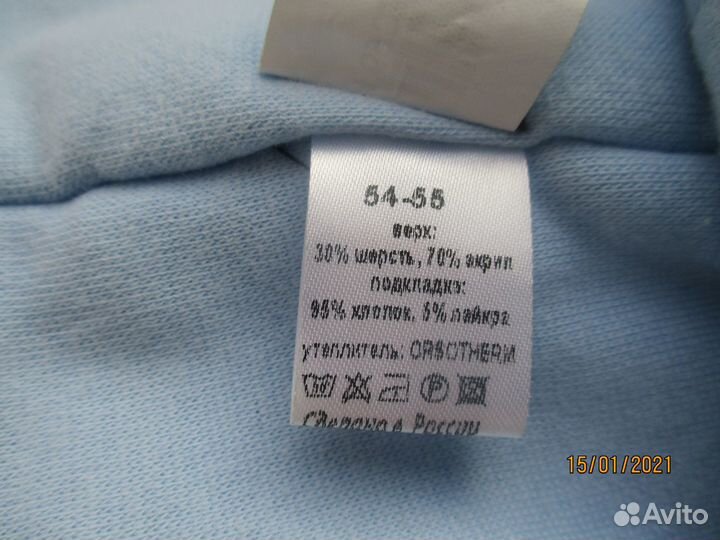 54-55
верх:
30% шерсть, 70% акрил
подкладка:
95% хлопок, 5% лайкра
утеплитель: ORSOTHERM
Сделано в России
15/01/2021
Avito